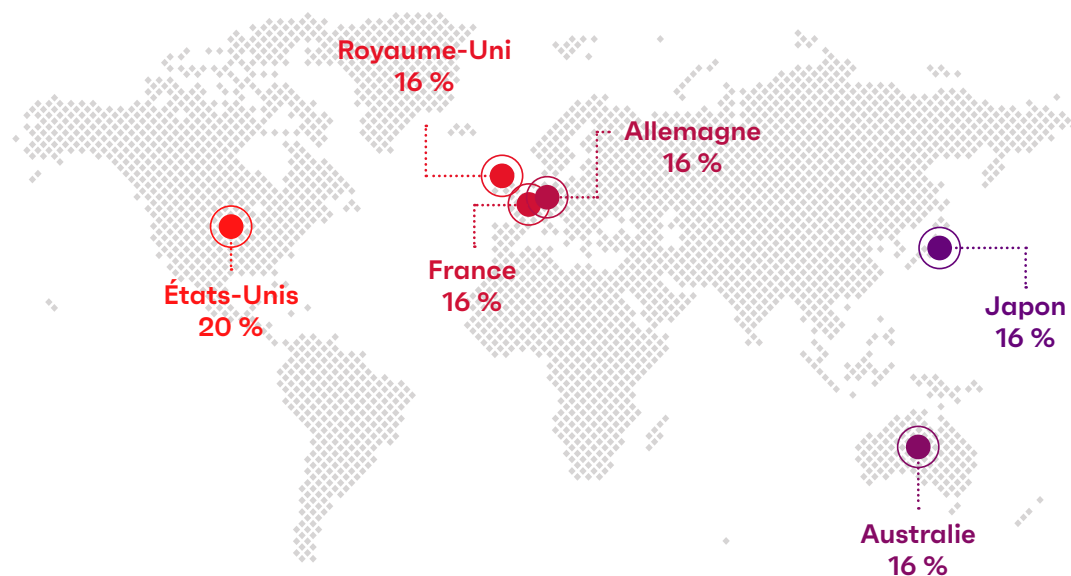 Royaume-Uni
16 %
Allemagne
16 %
France
16 %
États-Unis
20 %
Japon
16 %
Australie
16 %